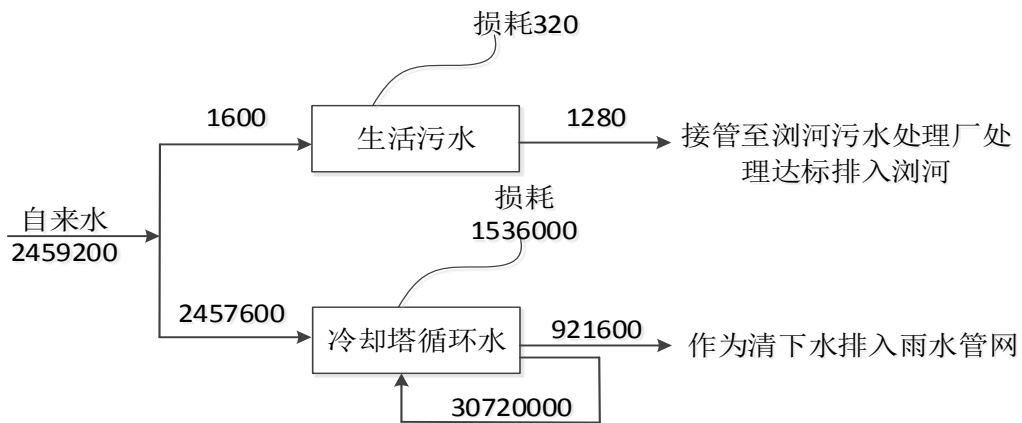 损耗320
1600
生活污水
1280
接管至浏河污水处理厂处
理达标排入浏河
自来水
2459200
损耗
1536000
2457600
冷却塔循环水
921600
作为清下水排入雨水管网
30720000